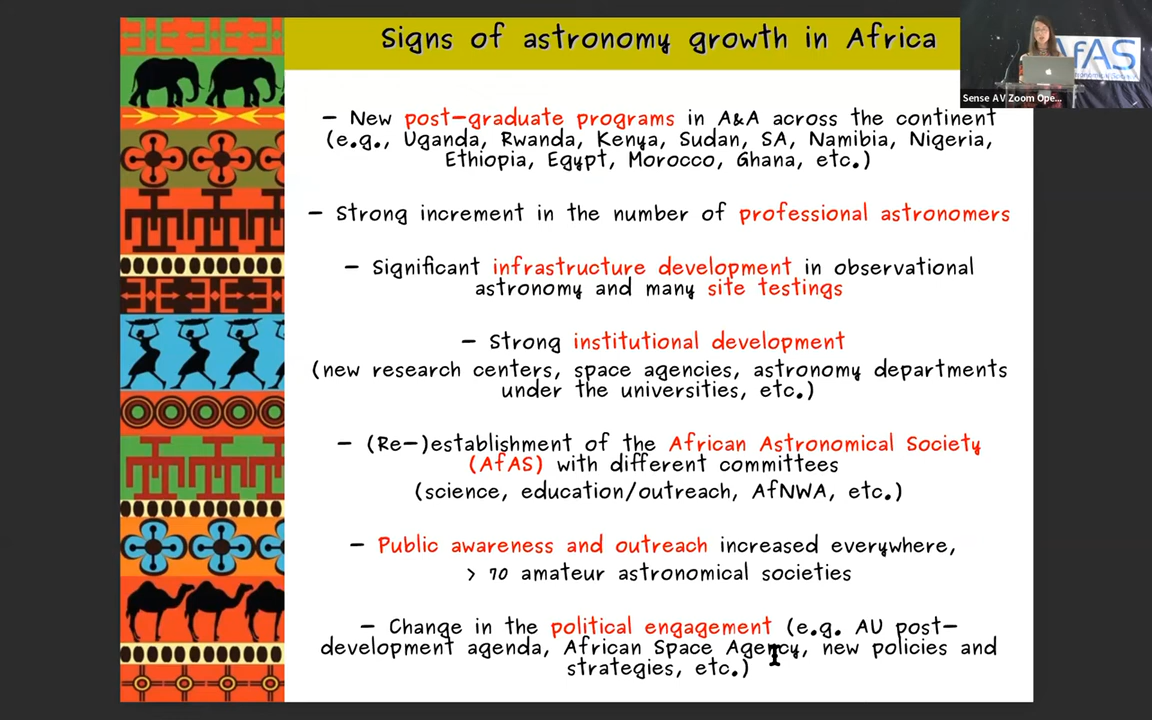 Signs of astronomy growth in Africa
AfAS
Sense AV Zoom Ope...
– New post-graduate programs in A&A across the continent
(e.g., Uganda, Rwanda, Kenya, Sudan, SA, Namibia, Nigeria,
Ethiopia, Egypt, Morocco, Ghana, etc.)
– Strong increment in the number of professional astronomers
– Significant infrastructure development in observational
astronomy and many site testings
– Strong institutional development
(new research centers, space agencies, astronomy departments
under the universities, etc.)
– (Re-)establishment of the African Astronomical Society
(AfAS) with different committees
(science, education/outreach, AfNWA, etc.)
– Public awareness and outreach increased everywhere,
> 70 amateur astronomical societies
– Change in the political engagement (e.g. AU post-
development agenda, African Space Agency, new policies and
strategies, etc.)